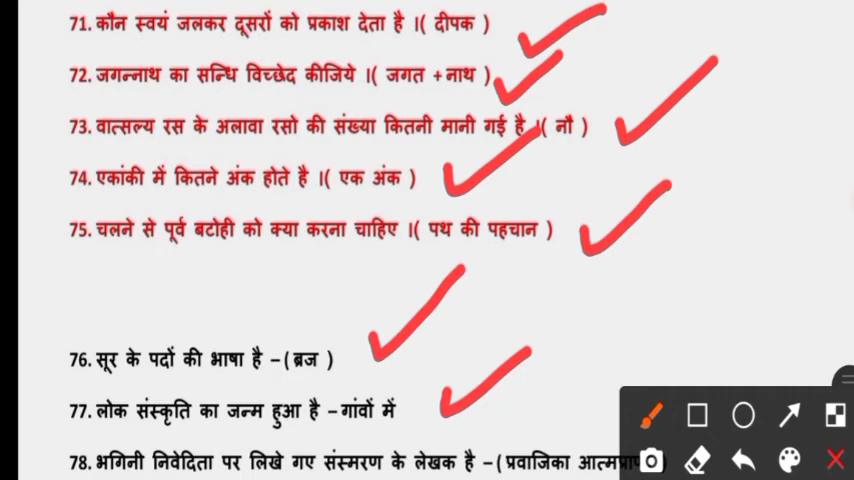 71. कौन स्वयं जलकर दूसरों को प्रकाश देता है ।( दीपक )
72. जगन्नाथ का सन्धि विच्छेद कीजिये ।( जगत +नाथ )
73. वात्सल्य रस के अलावा रसो की संख्या कितनी मानी गई है ।( नौ )
74. एकांकी में कितने अंक होते है ।( एक अंक )
75. चलने से पूर्व बटोही को क्या करना चाहिए ।( पथ की पहचान )
76. सूर के पदों की भाषा है –( ब्रज )
77. लोक संस्कृति का जन्म हुआ है – गांवों में
78. भगिनी निवेदिता पर लिखे गए संस्मरण के लेखक है –( प्रवाजिका